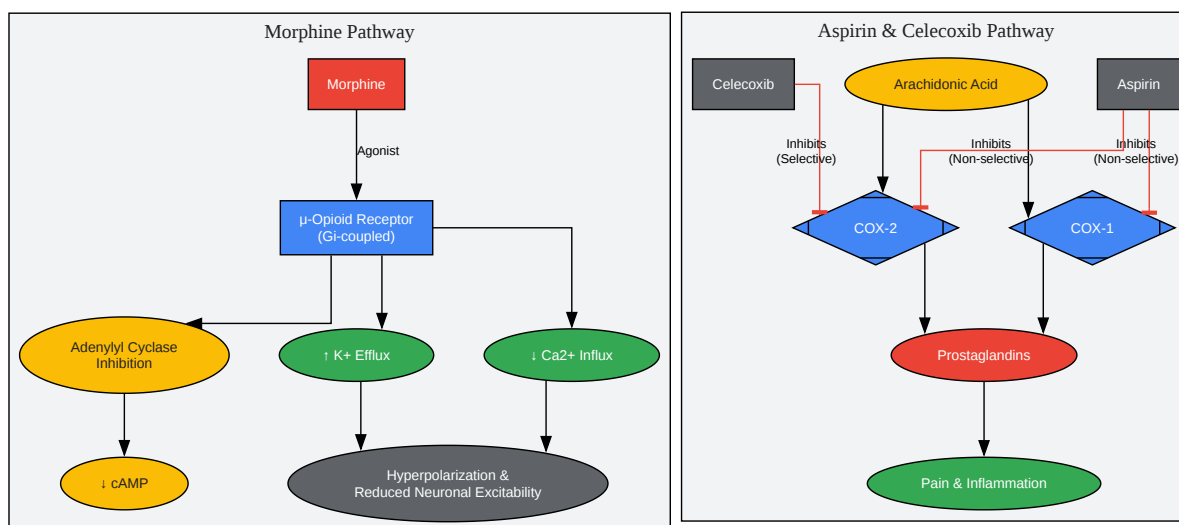 Morphine Pathway
Morphine
Agonist
μ-Opioid Receptor
(Gi-coupled)
Adenylyl Cyclase
Inhibition
↑ K+ Efflux
↓ Ca2+ Influx
↓ cAMP
Hyperpolarization &
Reduced Neuronal Excitability
Aspirin & Celecoxib Pathway
Celecoxib
Arachidonic Acid
Aspirin
Inhibits
(Selective)
Inhibits
(Non-selective)
Inhibits
(Non-selective)
COX-2
COX-1
Prostaglandins
Pain & Inflammation